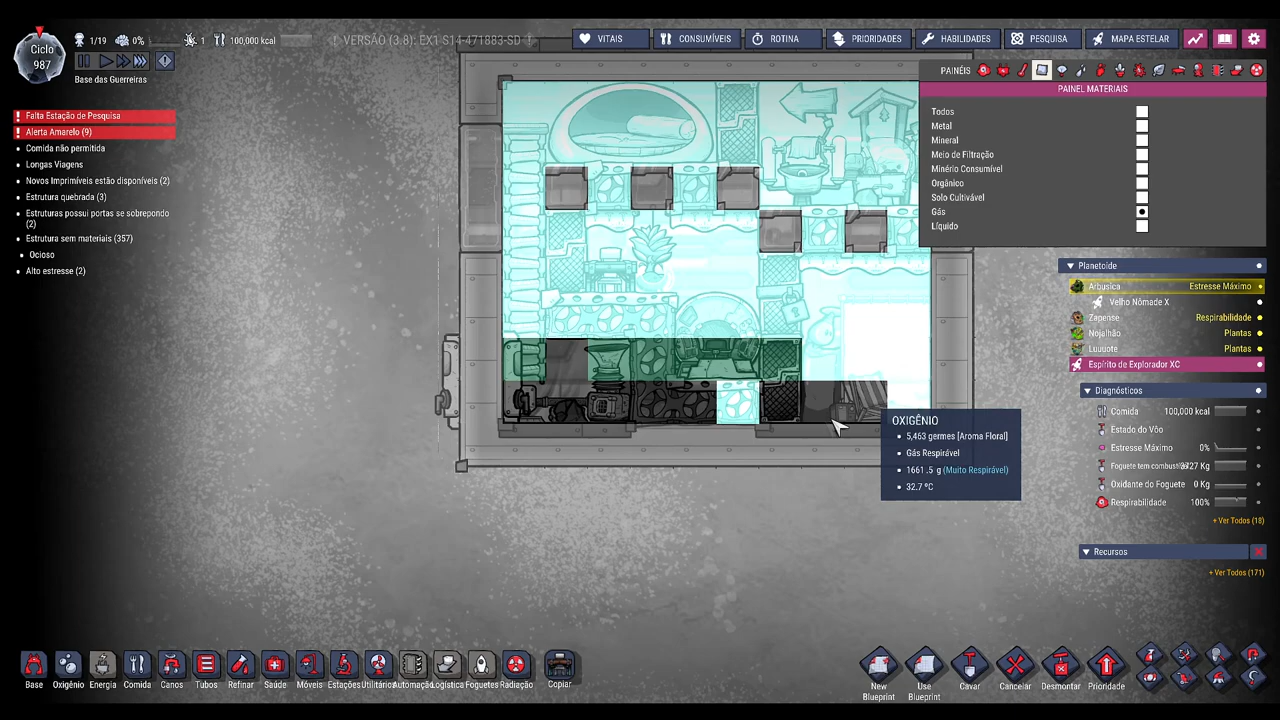 Ciclo
987
1/19
0%
1
100,000 kcal
VERSÃO (3.8): EX1 S14-471883-SD
VITAIS
CONSUMÍVEIS
ROTINA
PRIORIDADES
HABILIDADES
PESQUISA
MAPA ESTELAR
Base das Guerreiras
PAINÉIS
PAINEL MATERIAIS
Todos
Metal
Mineral
Meio de Filtração
Minério Consumível
Orgânico
Solo Cultivável
Gás
Líquido
Falta Estação de Pesquisa
Alerta Amarelo (9)
Comida não permitida
Longas Viagens
Novos Imprimíveis estão disponíveis (2)
Estrutura quebrada (3)
Estruturas possui portas se sobrepondo
(2)
Estrutura sem materiais (357)
Ocioso
Alto estresse (2)
Planetoide
Arbusica Estresse Máximo
Velho Nômade X
Zapense Respirabilidade
Nojalhão Plantas
Luuuote Plantas
Espírito de Explorador XC
Diagnósticos
Comida 100,000 kcal
Estado do Vôo
Estresse Máximo 0%
Foguete tem combustí 3727 Kg
Oxidante do Foguete 0 Kg
Respirabilidade 100%
+ Ver Todos (18)
Recursos
+ Ver Todos (171)
OXIGÊNIO
5,463 germes [Aroma Floral]
Gás Respirável
1661 .5 g (Muito Respirável)
32.7 ºC
Base
Oxigênio
Energia
Comida
Canos
Tubos
Refinar
Saúde
Móveis
Estações
Utilitários
Automação
Logística
Foguetes
Radiação
Copiar
New
Blueprint
Use
Blueprint
Cavar
Cancelar
Desmontar
Prioridade